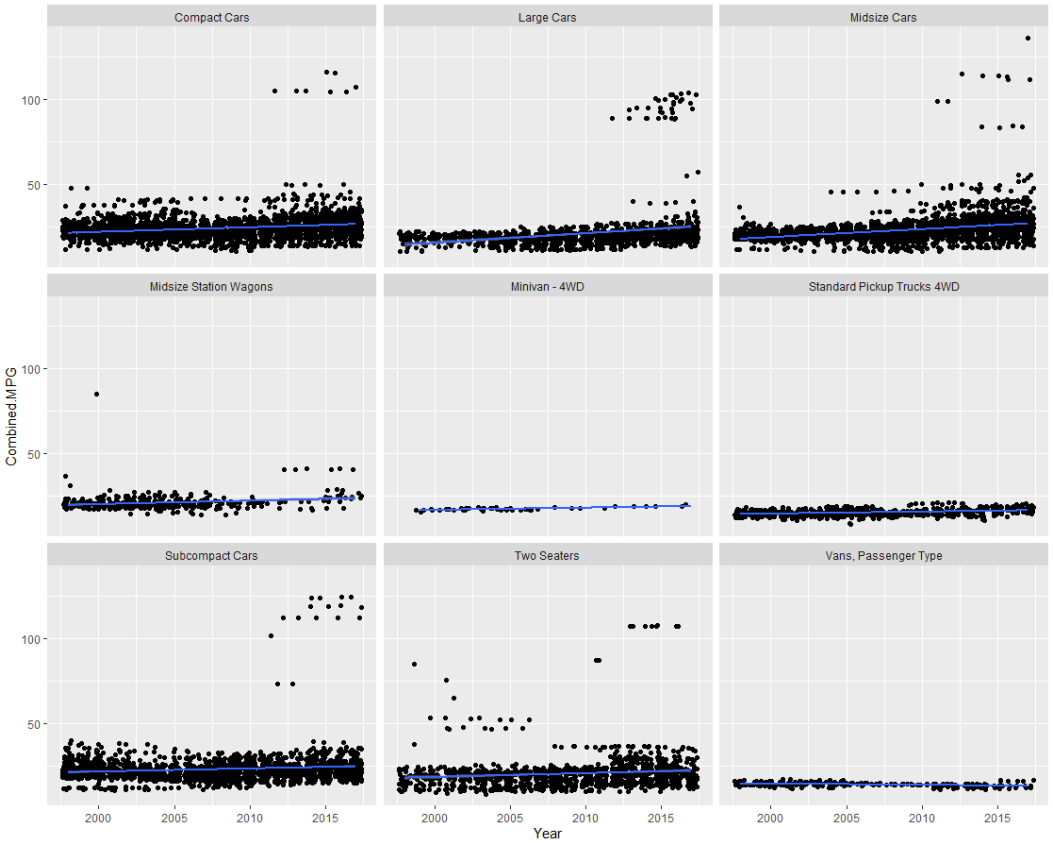 Compact Cars
Large Cars
Midsize Cars
100
50
Midsize Station Wagons
Minivan - 4WD
Standard Pickup Trucks 4WD
100
50
Combined.MPG
Subcompact Cars
Two Seaters
Vans, Passenger Type
100
50
2000 2005 2010 2015 2000 2005 2010 2015 2000 2005 2010 2015
Year